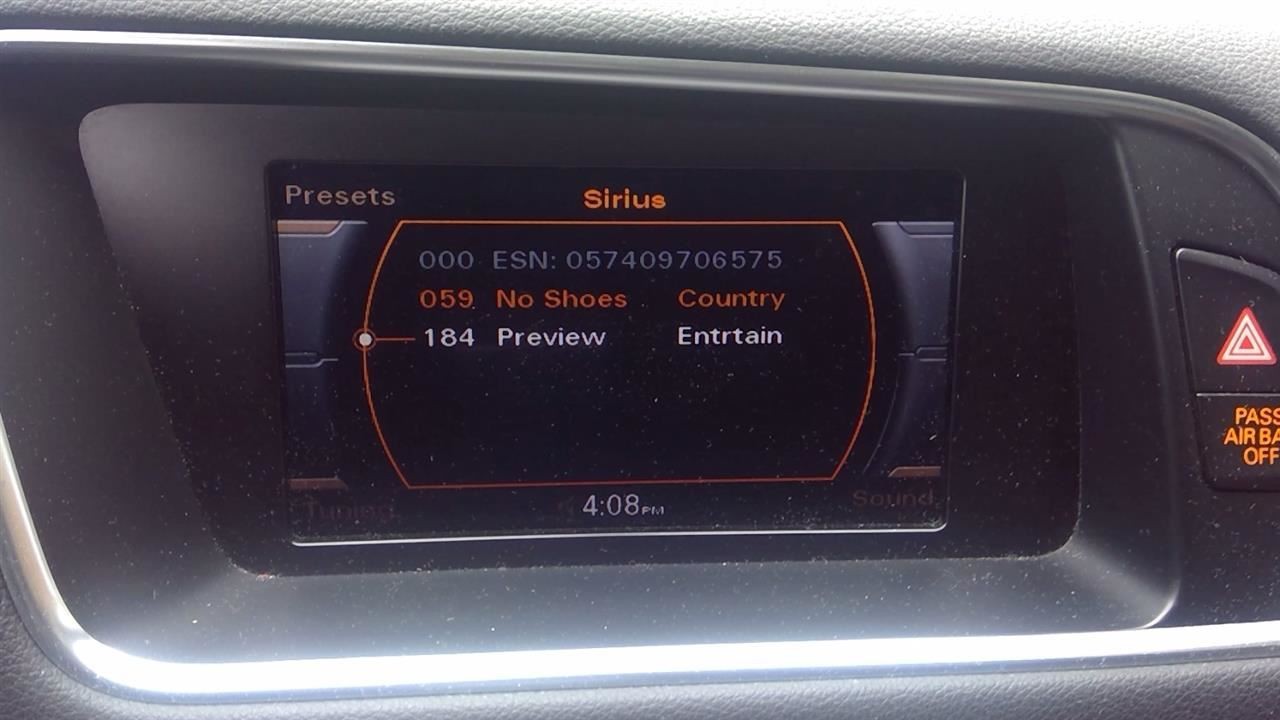 Presets Sirius
000 ESN: 057409706575
059 No Shoes Country
184 Preview Entrtain
Tuning 4:08PM Sound
PASS
AIR BA
OFF